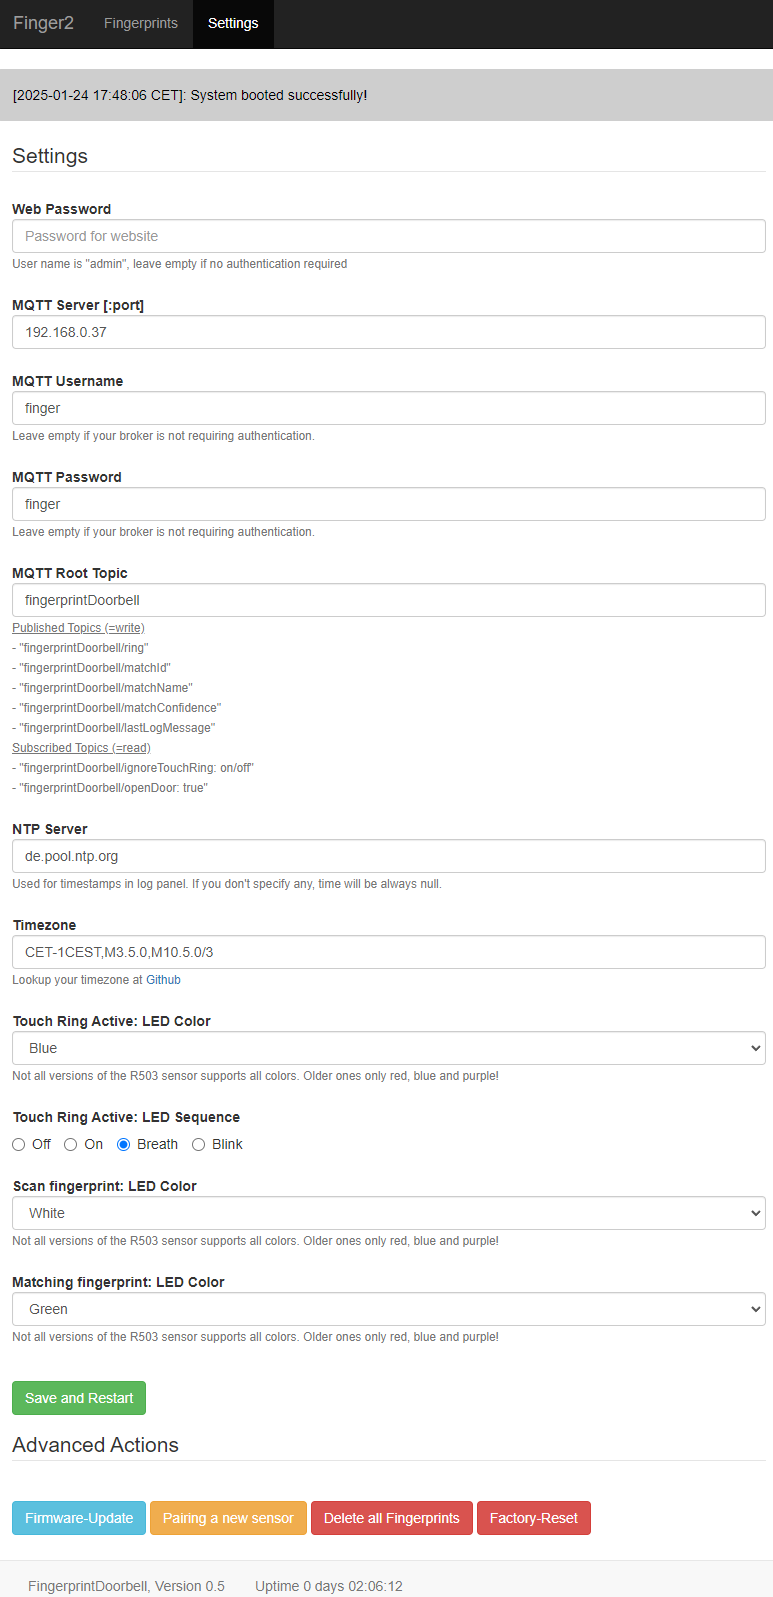 Finger2 Fingerprints Settings
[2025-01-24 17:48:06 CET]: System booted successfully!
Settings
Web Password
Password for website
User name is "admin", leave empty if no authentication required
MQTT Server [:port]
192.168.0.37
MQTT Username
finger
Leave empty if your broker is not requiring authentication.
MQTT Password
finger
Leave empty if your broker is not requiring authentication.
MQTT Root Topic
fingerprintDoorbell
Published Topics (=write)
- "fingerprintDoorbell/ring"
- "fingerprintDoorbell/matchId"
- "fingerprintDoorbell/matchName"
- "fingerprintDoorbell/matchConfidence"
- "fingerprintDoorbell/lastLogMessage"
Subscribed Topics (=read)
- "fingerprintDoorbell/ignoreTouchRing: on/off"
- "fingerprintDoorbell/openDoor: true"
NTP Server
de.pool.ntp.org
Used for timestamps in log panel. If you don't specify any, time will be always null.
Timezone
CET-1CEST,M3.5.0,M10.5.0/3
Lookup your timezone at Github
Touch Ring Active: LED Color
Blue
Not all versions of the R503 sensor supports all colors. Older ones only red, blue and purple!
Touch Ring Active: LED Sequence
Off On Breath Blink
Scan fingerprint: LED Color
White
Not all versions of the R503 sensor supports all colors. Older ones only red, blue and purple!
Matching fingerprint: LED Color
Green
Not all versions of the R503 sensor supports all colors. Older ones only red, blue and purple!
Save and Restart
Advanced Actions
Firmware-Update Pairing a new sensor Delete all Fingerprints Factory-Reset
FingerprintDoorbell, Version 0.5 Uptime 0 days 02:06:12